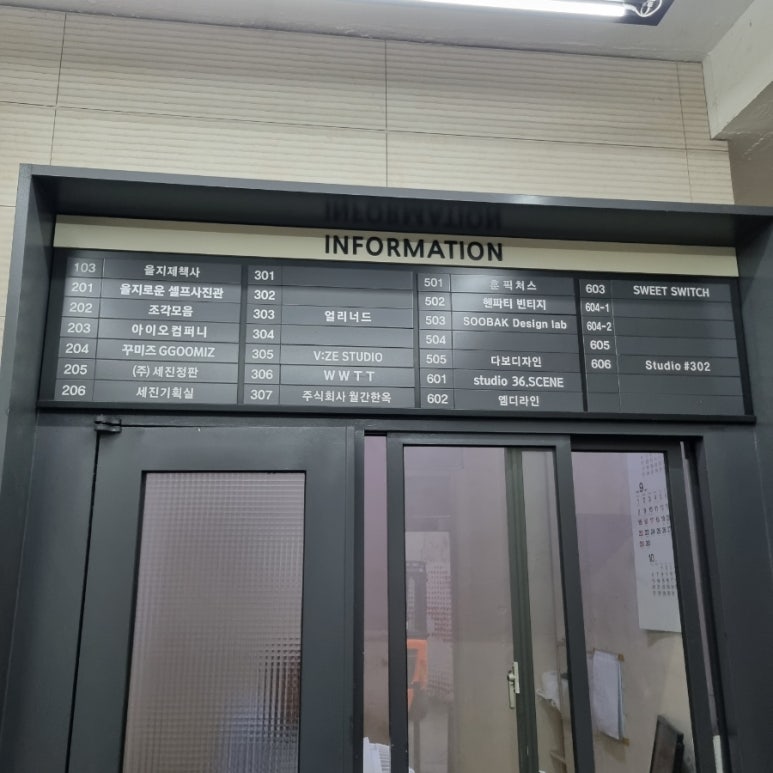 INFORMATION
103 을지제책사
201 을지로운 셀프사진관
202 조각모음
203 아이오컴퍼니
204 꾸미즈 GGOOMIZ
205 (주) 세진정판
206 세진기획실
301
302
303 얼리너드
304
305 V:ZE STUDIO
306 W W T T
307 주식회사 월간한옥
501 훈 픽쳐스
502 헨파티 빈티지
503 SOOBAK Design lab
504
505 다보디자인
601 studio 36,SCENE
602 엠디라인
603 SWEET SWITCH
604-1
604-2
605
606 Studio #302
9
10